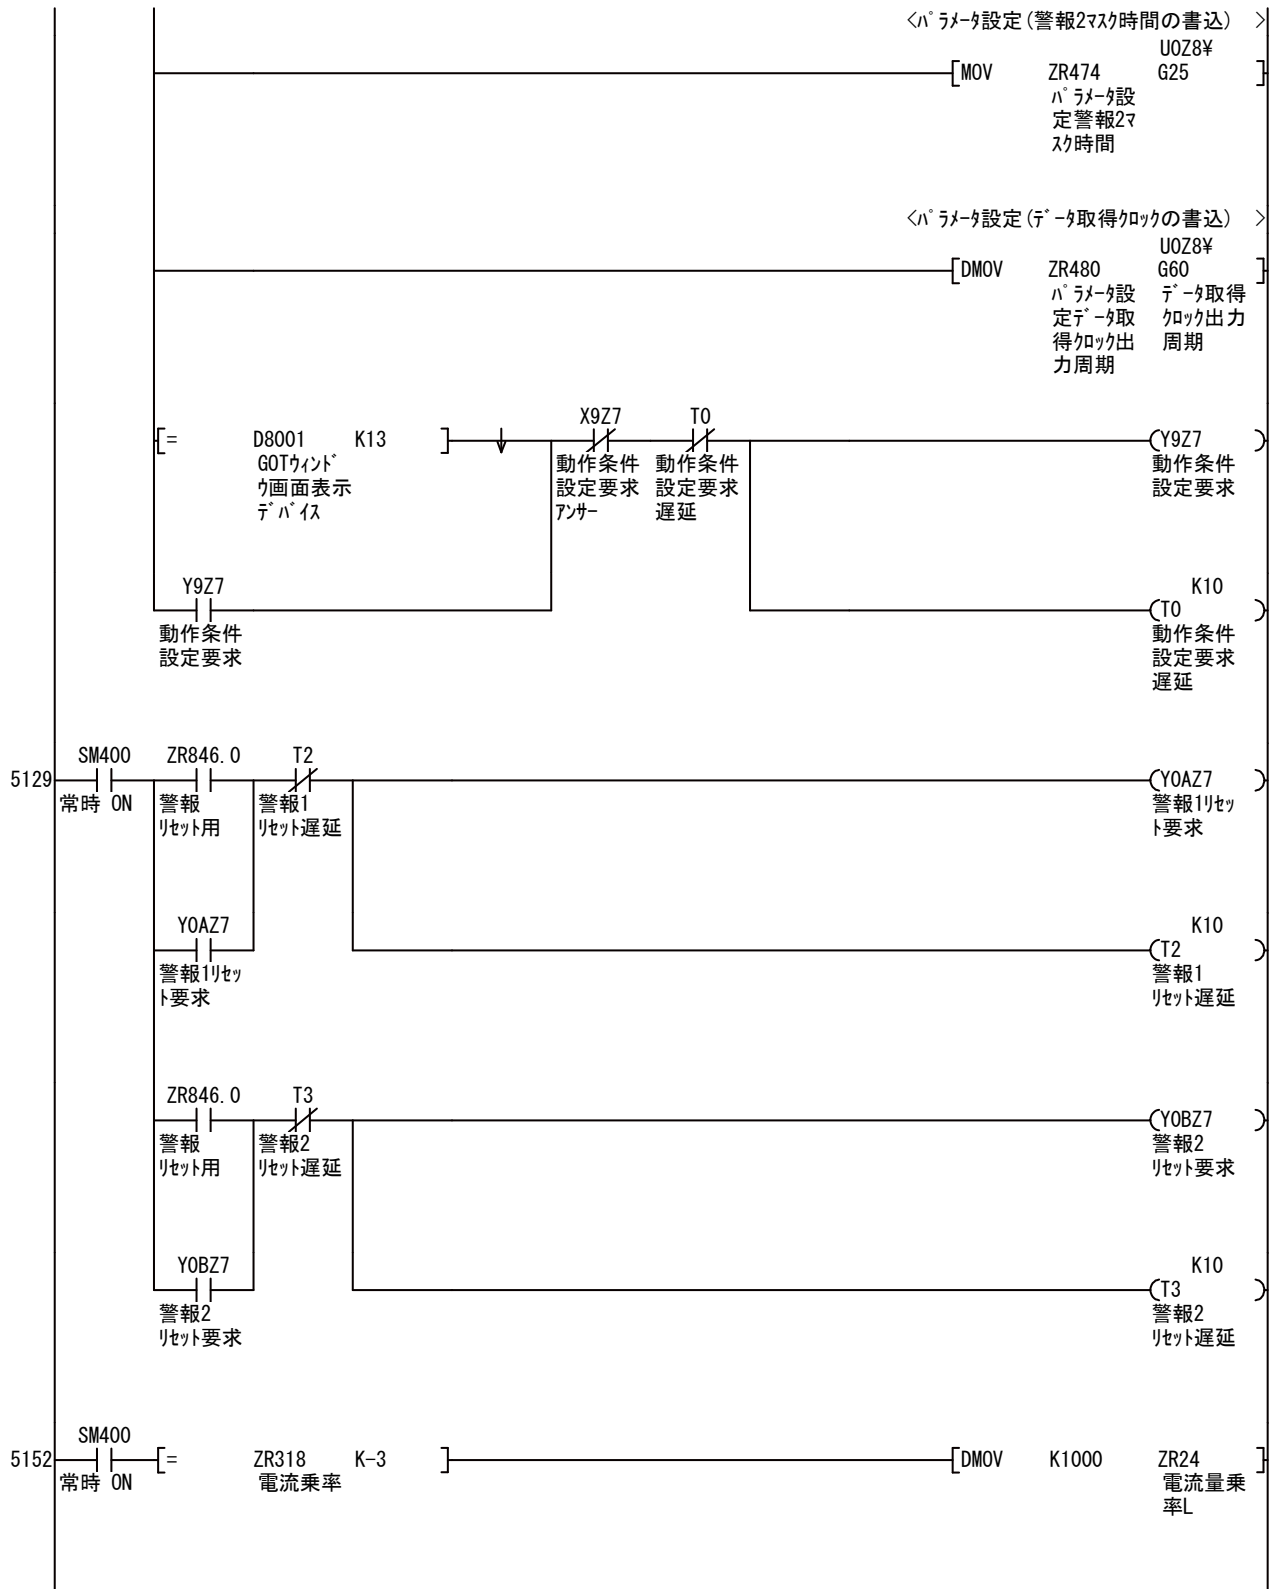 <ﾊﾟﾗﾒｰﾀ設定(警報2ﾏｽｸ時間の書込) >
U0Z8¥
[MOV ZR474 G25 ]
ﾊﾟﾗﾒｰﾀ設
定警報2ﾏ
ｽｸ時間
<ﾊﾟﾗﾒｰﾀ設定(ﾃﾞｰﾀ取得ｸﾛｯｸの書込) >
U0Z8¥
[DMOV ZR480 G60 ]
ﾊﾟﾗﾒｰﾀ設 ﾃﾞｰﾀ取得
定ﾃﾞｰﾀ取 ｸﾛｯｸ出力
得ｸﾛｯｸ出 周期
力周期
X9Z7 T0
[= D8001 K13 ] (Y9Z7 )
GOTｳｨﾝﾄﾞ 動作条件 動作条件 動作条件
ｳ画面表示 設定要求 設定要求 設定要求
ﾃﾞﾊﾞｲｽ ｱﾝｻｰ 遅延
Y9Z7 K10
(T0 )
動作条件 動作条件
設定要求 設定要求
遅延
SM400 ZR846.0 T2
5129 (Y0AZ7 )
常時 ON 警報 警報1 警報1ﾘｾｯ
ﾘｾｯﾄ用 ﾘｾｯﾄ遅延 ﾄ要求
Y0AZ7 K10
(T2 )
警報1ﾘｾｯ 警報1
ﾄ要求 ﾘｾｯﾄ遅延
ZR846.0 T3
(Y0BZ7 )
警報 警報2 警報2
ﾘｾｯﾄ用 ﾘｾｯﾄ遅延 ﾘｾｯﾄ要求
Y0BZ7 K10
(T3 )
警報2 警報2
ﾘｾｯﾄ要求 ﾘｾｯﾄ遅延
SM400
5152 [= ZR318 K-3 ] [DMOV K1000 ZR24 ]
常時 ON 電流乗率 電流量乗
率L